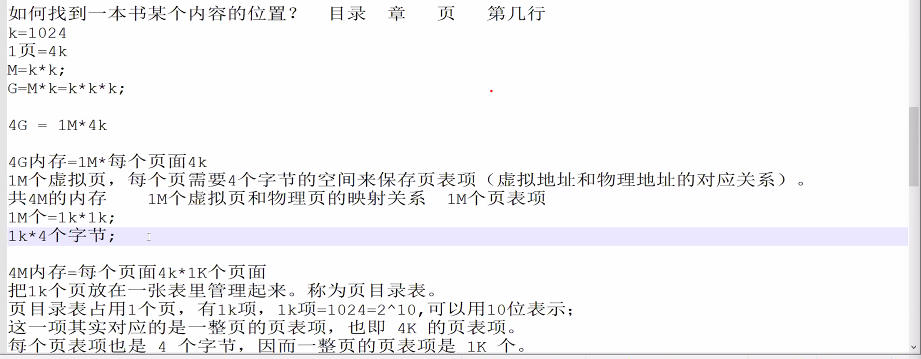 如何找到一本书某个内容的位置？ 目录 章 页 第几行
k=1024
1页=4k
M=k*k;
G=M*k=k*k*k;
4G = 1M*4k
4G内存=1M*每个页面4k
1M个虚拟页，每个页需要4个字节的空间来保存页表项（虚拟地址和物理地址的对应关系）。
共4M的内存 1M个虚拟页和物理页的映射关系 1M个页表项
1M个=1k*1k;
1k*4个字节;
4M内存=每个页面4k*1K个页面
把1k个页放在一张表里管理起来。称为页目录表。
页目录表占用1个页，有1k项，1k项=1024=2^10,可以用10位表示;
这一项其实对应的是一整页的页表项，也即 4K 的页表项。
每个页表项也是 4 个字节，因而一整页的页表项是 1K 个。